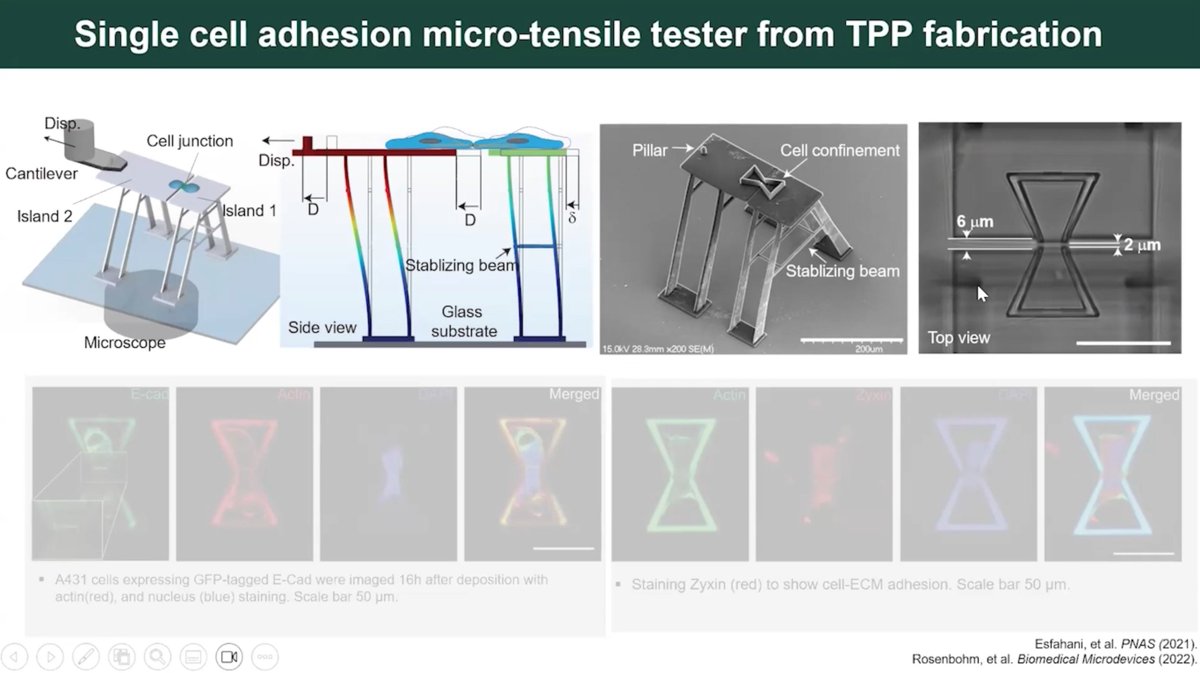 Single cell adhesion micro-tensile tester from TPP fabrication
Disp.
Cell junction
Cantilever
Island 2
Island 1
Microscope
Disp.
D
D
δ
Stablizing beam
Side view
Glass
substrate
Pillar
Cell confinement
Stablizing beam
15.0kV 28.3mm x200 SE(M)
200um
6 μm
2 μm
Top view
E-cad
Actin
DAPI
Merged
Actin
Zyxin
DAPI
Merged
• A431 cells expressing GFP-tagged E-Cad were imaged 16h after deposition with
actin(red), and nucleus (blue) staining. Scale bar 50 μm.
• Staining Zyxin (red) to show cell-ECM adhesion. Scale bar 50 μm.
Esfahani, et al. PNAS (2021).
Rosenbohm, et al. Biomedical Microdevices (2022).